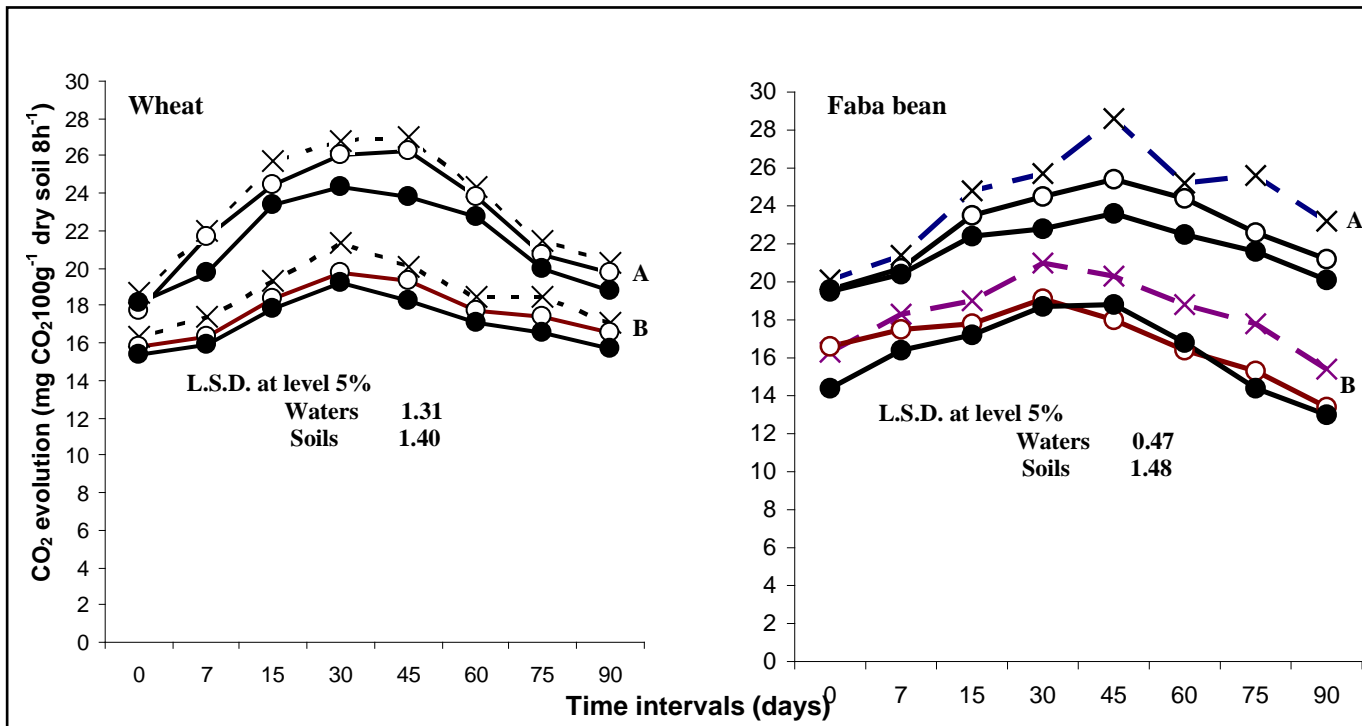 CO₂ evolution (mg CO₂100g⁻¹ dry soil 8h⁻¹)
Wheat
30
28
26
24
22
20
18
16
14
12
10
8
6
4
2
0
A
B
L.S.D. at level 5%
Waters 1.31
Soils 1.40
0 7 15 30 45 60 75 90
Faba bean
30
28
26
24
22
20
18
16
14
12
10
8
6
4
2
0
A
B
L.S.D. at level 5%
Waters 0.47
Soils 1.48
0 7 15 30 45 60 75 90
Time intervals (days)